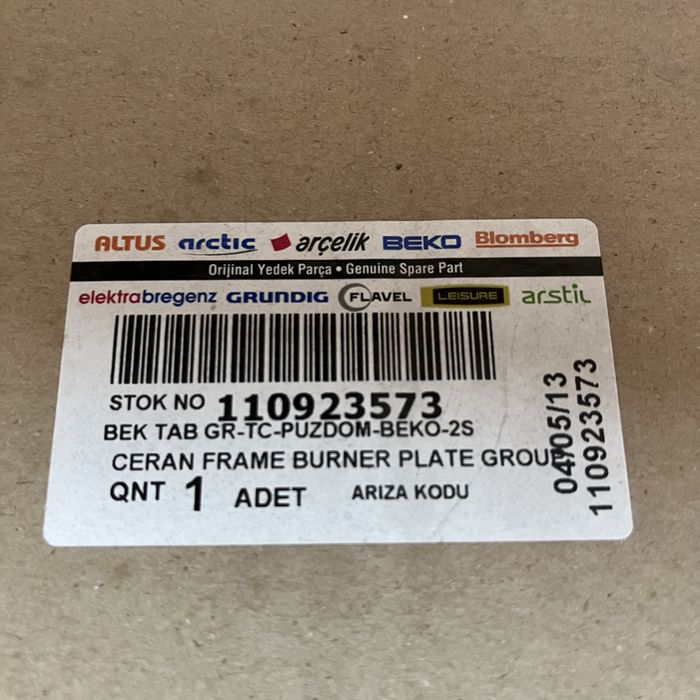 ALTUS arctic arçelik BEKO Blomberg
Orijinal Yedek Parça • Genuine Spare Part
elektrabregenz GRUNDIG FLAVEL LEISURE arstil
STOK NO 110923573
BEK TAB GR-TC-PUZDOM-BEKO-2S
CERAN FRAME BURNER PLATE GROUP
QNT 1 ADET ARIZA KODU
04/05/13
110923573